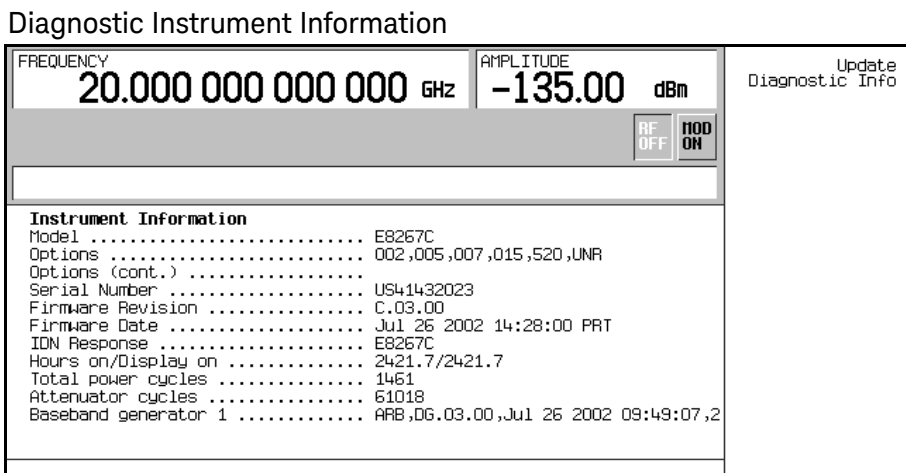 Diagnostic Instrument Information
FREQUENCY
20.000 000 000 000 GHz
AMPLITUDE
-135.00 dBm
Update
Diagnostic Info
RF
OFF
MOD
ON
Instrument Information
Model ............................ E8267C
Options .......................... 002,005,007,015,520,UNR
Options (cont.) ..................
Serial Number .................... US41432023
Firmware Revision ................ C.03.00
Firmware Date .................... Jul 26 2002 14:28:00 PRT
IDN Response ..................... E8267C
Hours on/Display on .............. 2421.7/2421.7
Total power cycles ............... 1461
Attenuator cycles ................ 61018
Baseband generator 1 ............. ARB,DG.03.00,Jul 26 2002 09:49:07,2